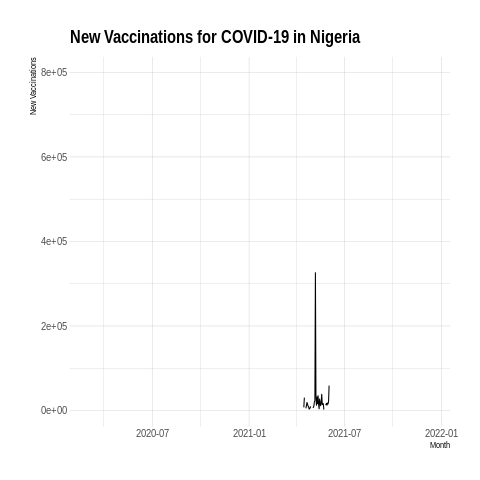 New Vaccinations for COVID-19 in Nigeria
New Vaccinations
8e+05
6e+05
4e+05
2e+05
0e+00
2020-07 2021-01 2021-07 2022-01
Month